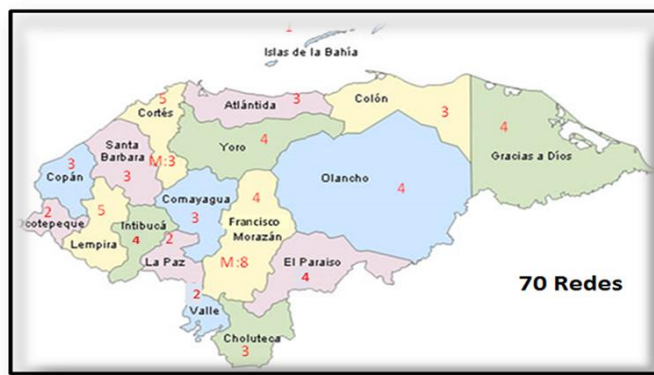 1
Islas de la Bahía
5
Cortés
Atlántida 3
Colón
3
4
Gracias a Díos
Santa
Barbara
3
M:3
4
Yoro
3
Copán
Olancho
4
2
cotepeque
5
Lempira
Intibucá
4
Comayagua
3
2
La Paz
4
Francisco
Morazán
M:8
El Paraiso
4
2
Valle
Choluteca
3
70 Redes